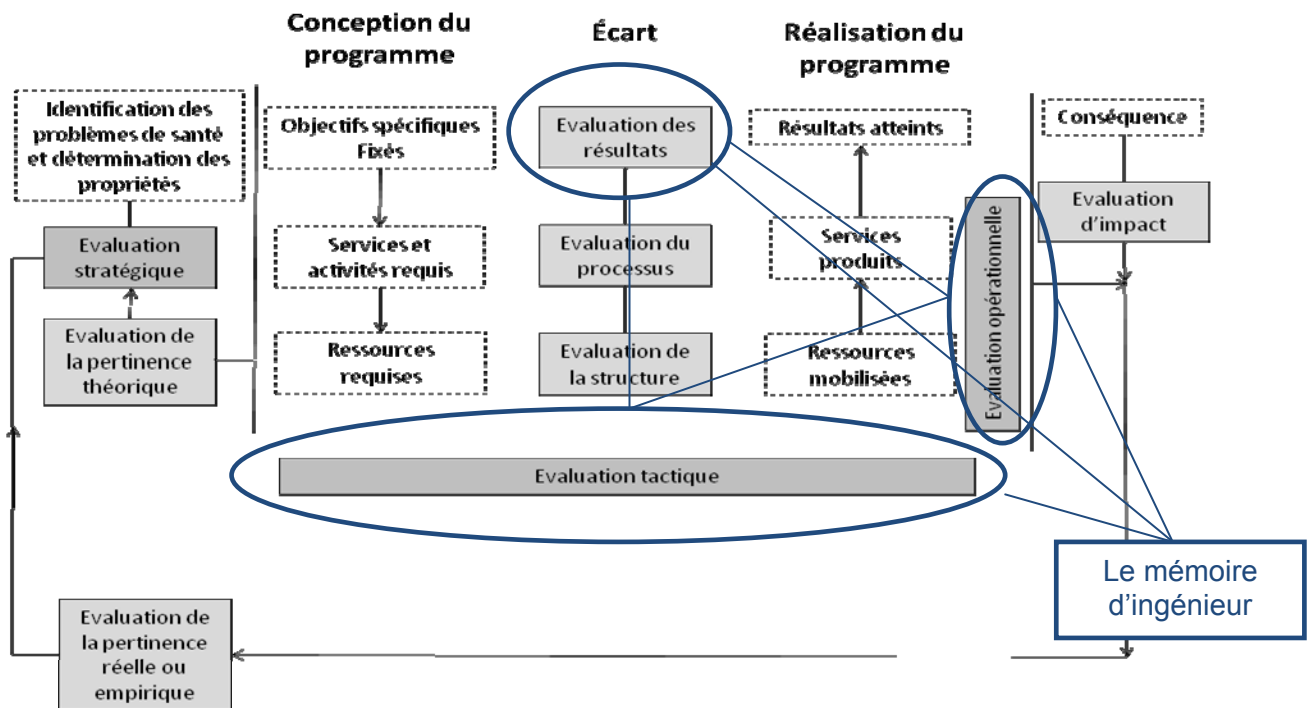 Conception du
programme
Écart
Réalisation du
programme
Identification des
problèmes de santé
et détermination des
propriétés
Objectifs spécifiques
Fixés
Evaluation des
résultats
Résultats atteints
Conséquence
Evaluation
d'impact
Evaluation
stratégique
Services et
activités requis
Evaluation du
processus
Services
produits
Evaluation opérationnelle
Evaluation de
la pertinence
théorique
Ressources
requises
Evaluation de
la structure
Ressources
mobilisées
Evaluation tactique
Le mémoire
d'ingénieur
Evaluation de
la pertinence
réelle ou
empirique